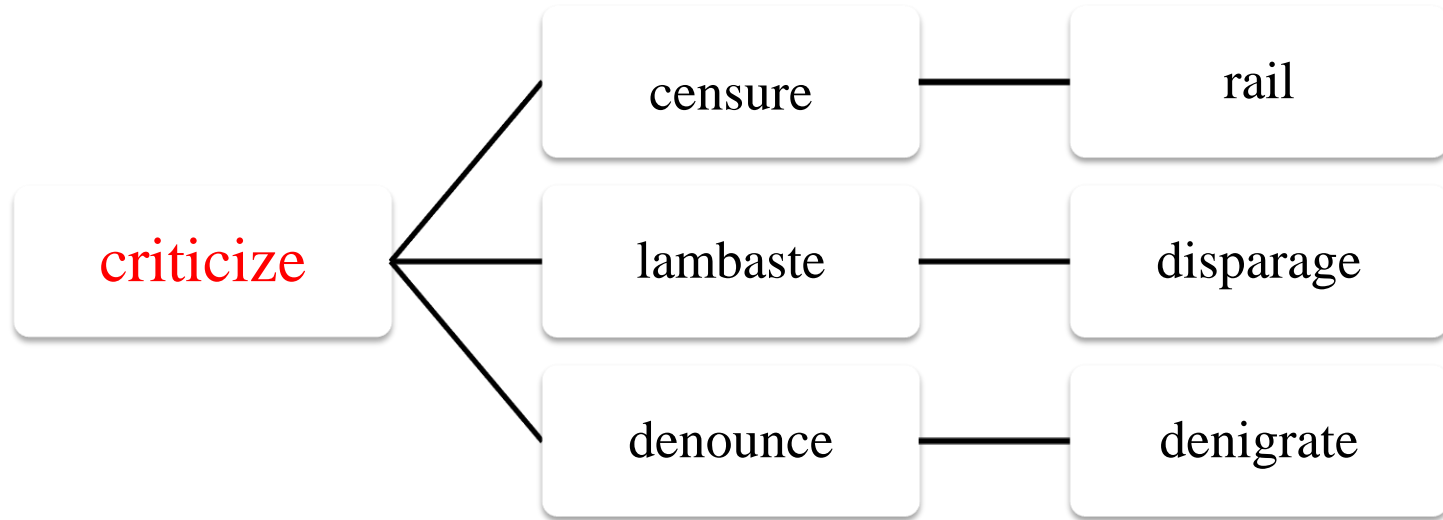 censure
rail
criticize
lambaste
disparage
denounce
denigrate